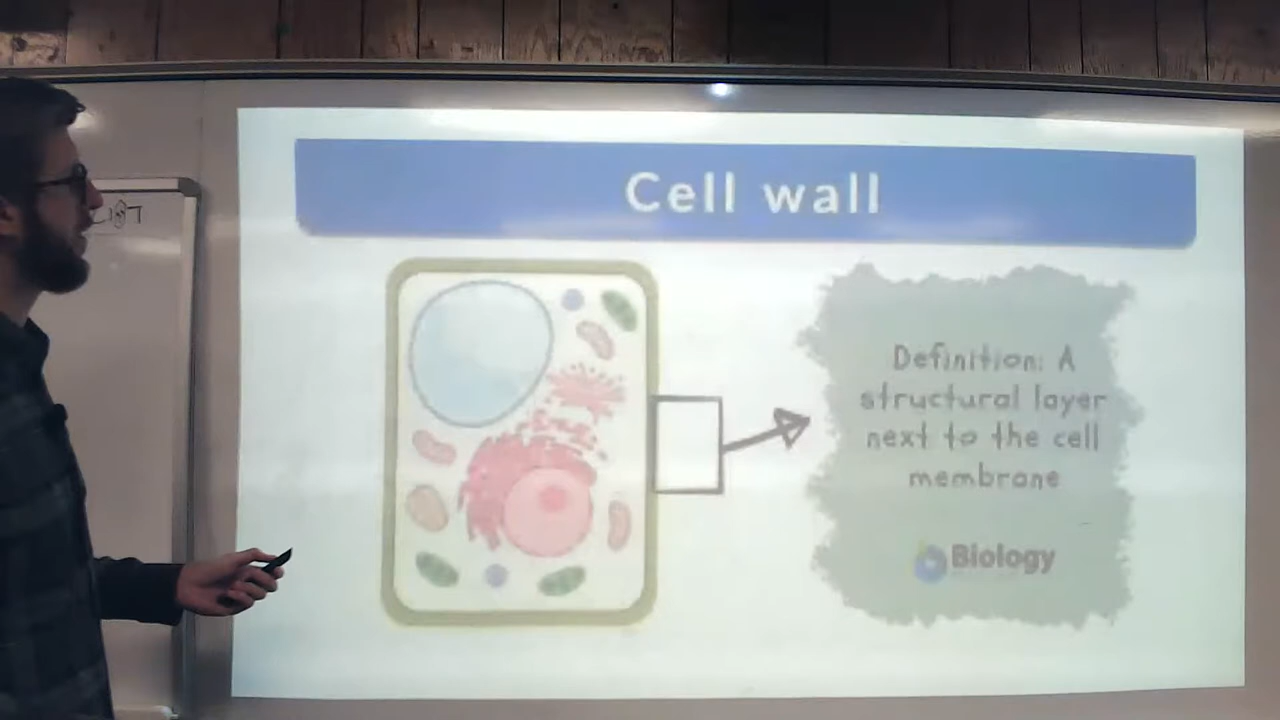 Cell wall
Definition: A
structural layer
next to the cell
membrane
Biology